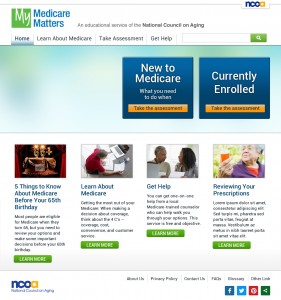 ncoa
My Medicare Matters
An educational service of the National Council on Aging
Home Learn About Medicare Take Assessment Get Help
New to
Medicare
What you need
to do when
Take the assessment
Currently
Enrolled
Take the assessment
5 Things to Know
About Medicare
Before Your 65th
Birthday
Most people are eligible
for Medicare when they
turn 65, but you need to
review your options and
make some important
decisions before your 65th
birthday.
LEARN MORE
Learn About
Medicare
Getting the most out of your
Medicare: When making a
decision about coverage,
think about the 4 C's –
coverage, cost,
convenience, and customer
service.
LEARN MORE
Get Help
You can get one-on-one
help from a local
Medicare-trained counselor
who can help walk you
through your options. This
service is free and objective.
LEARN MORE
Reviewing Your
Prescriptions
Lorem ipsum dolor sit amet,
consectetur adipiscing elit. Sed
turpis mi, pharetra a sed
porta vitae, feugiat at massa.
Vestibulum ac metus in
nibh laoreet porta
sit amet vitae elit.
LEARN MORE
ncoa
National Council on Aging
About Us Privacy Policy Contact Us FAQs Glossary Other Link